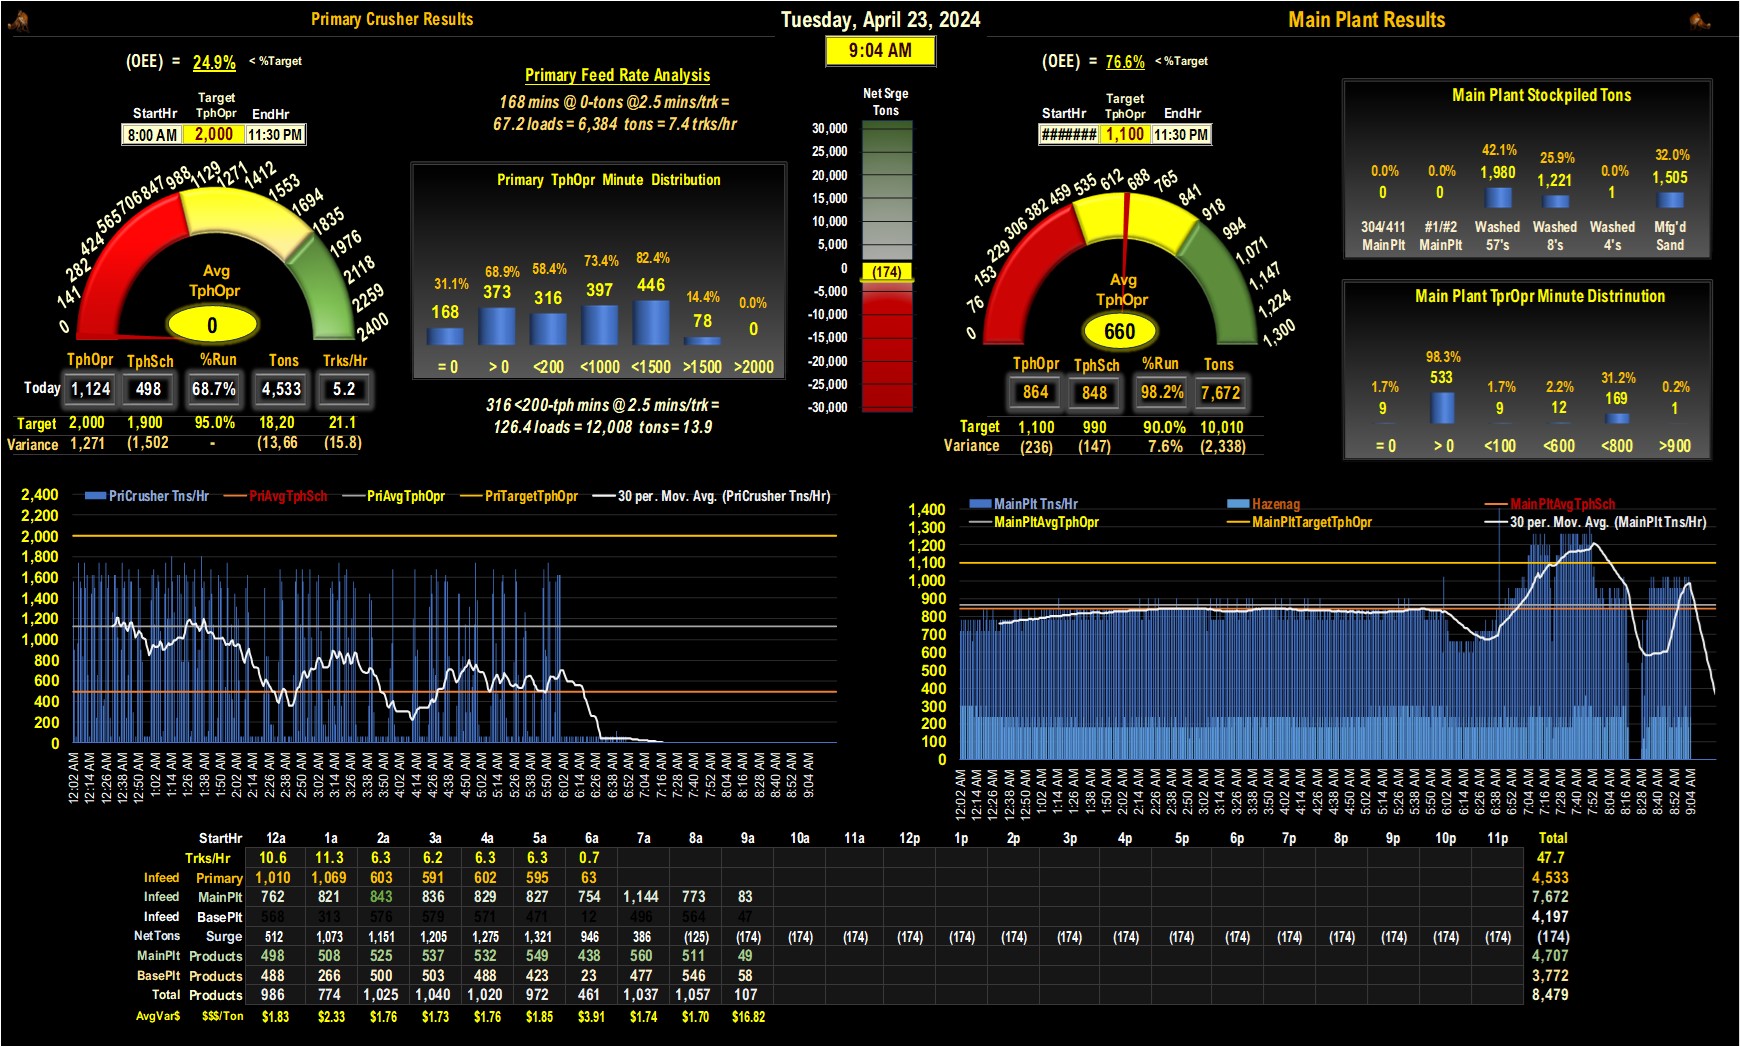 Primary Crusher Results
Tuesday, April 23, 2024
Main Plant Results
9:04 AM
(OEE) = 24.9% < %Target
Target
StartHr TphOpr EndHr
8:00 AM 2,000 11:30 PM
0 141 282 424 565 706 847 988 1129 1271 1412 1553 1694 1835 1976 2118 2259 2400
Avg
TphOpr
0
TphOpr TphSch %Run Tons Trks/Hr
Today 1,124 498 68.7% 4,533 5.2
Target 2,000 1,900 95.0% 18,20 21.1
Variance 1,271 (1,502 - (13,66 (15.8)
Primary Feed Rate Analysis
168 mins @ 0-tons @2.5 mins/trk =
67.2 loads = 6,384 tons = 7.4 trks/hr
Primary TphOpr Minute Distribution
31.1% 68.9% 58.4% 73.4% 82.4% 14.4% 0.0%
168 373 316 397 446 78 0
= 0 > 0 <200 <1000 <1500 >1500 >2000
316 <200-tph mins @ 2.5 mins/trk =
126.4 loads = 12,008 tons = 13.9
Net Srge
Tons
30,000
25,000
20,000
15,000
10,000
5,000
0
(174)
-5,000
-10,000
-15,000
-20,000
-25,000
-30,000
(OEE) = 76.6% < %Target
Target
StartHr TphOpr EndHr
####### 1,100 11:30 PM
0 76 153 229 306 382 459 535 612 688 765 841 918 994 1,071 1,147 1,224 1,300
Avg
TphOpr
660
TphOpr TphSch %Run Tons
864 848 98.2% 7,672
Target 1,100 990 90.0% 10,010
Variance (236) (147) 7.6% (2,338)
Main Plant Stockpiled Tons
0.0% 0.0% 42.1% 25.9% 0.0% 32.0%
0 0 1,980 1,221 1 1,505
304/411 #1/#2 Washed Washed Washed Mfg'd
MainPlt MainPlt 57's 8's 4's Sand
Main Plant TprOpr Minute Distrinution
1.7% 98.3% 1.7% 2.2% 31.2% 0.2%
9 533 9 12 169 1
= 0 > 0 <100 <600 <800 >900
PriCrusher Tns/Hr PriAvgTphSch PriAvgTphOpr PriTargetTphOpr 30 per. Mov. Avg. (PriCrusher Tns/Hr)
2,400
2,200
2,000
1,800
1,600
1,400
1,200
1,000
800
600
400
200
0
12:02 AM 12:14 AM 12:26 AM 12:38 AM 12:50 AM 1:02 AM 1:14 AM 1:26 AM 1:38 AM 1:50 AM 2:02 AM 2:14 AM 2:26 AM 2:38 AM 2:50 AM 3:02 AM 3:14 AM 3:26 AM 3:38 AM 3:50 AM 4:02 AM 4:14 AM 4:26 AM 4:38 AM 4:50 AM 5:02 AM 5:14 AM 5:26 AM 5:38 AM 5:50 AM 6:02 AM 6:14 AM 6:26 AM 6:38 AM 6:52 AM 7:04 AM 7:16 AM 7:28 AM 7:40 AM 7:52 AM 8:04 AM 8:16 AM 8:28 AM 8:40 AM 8:52 AM 9:04 AM
MainPlt Tns/Hr Hazenag MainPltAvgTphSch
MainPltAvgTphOpr MainPltTargetTphOpr 30 per. Mov. Avg. (MainPlt Tns/Hr)
1,400
1,300
1,200
1,100
1,000
900
800
700
600
500
400
300
200
100
0
12:02 AM 12:14 AM 12:26 AM 12:38 AM 12:50 AM 1:02 AM 1:14 AM 1:26 AM 1:38 AM 1:50 AM 2:02 AM 2:14 AM 2:26 AM 2:38 AM 2:50 AM 3:02 AM 3:14 AM 3:26 AM 3:38 AM 3:50 AM 4:02 AM 4:14 AM 4:26 AM 4:38 AM 4:50 AM 5:02 AM 5:14 AM 5:26 AM 5:38 AM 5:50 AM 6:02 AM 6:14 AM 6:26 AM 6:38 AM 6:52 AM 7:04 AM 7:16 AM 7:28 AM 7:40 AM 7:52 AM 8:04 AM 8:16 AM 8:28 AM 8:40 AM 8:52 AM 9:04 AM
StartHr 12a 1a 2a 3a 4a 5a 6a 7a 8a 9a 10a 11a 12p 1p 2p 3p 4p 5p 6p 7p 8p 9p 10p 11p Total
Trks/Hr 10.6 11.3 6.3 6.2 6.3 6.3 0.7 47.7
Infeed Primary 1,010 1,069 603 591 602 595 63 4,533
Infeed MainPlt 762 821 843 836 829 827 754 1,144 773 83 7,672
Infeed BasePlt 568 313 576 579 571 471 12 496 564 47 4,197
NetTons Surge 512 1,073 1,151 1,205 1,275 1,321 946 386 (125) (174) (174) (174) (174) (174) (174) (174) (174) (174) (174) (174) (174) (174) (174) (174) (174)
MainPlt Products 498 508 525 537 532 549 438 560 511 49 4,707
BasePlt Products 488 266 500 503 488 423 23 477 546 58 3,772
Total Products 986 774 1,025 1,040 1,020 972 461 1,037 1,057 107 8,479
AvgVar$ $$$/Ton $1.83 $2.33 $1.76 $1.73 $1.76 $1.85 $3.91 $1.74 $1.70 $16.82